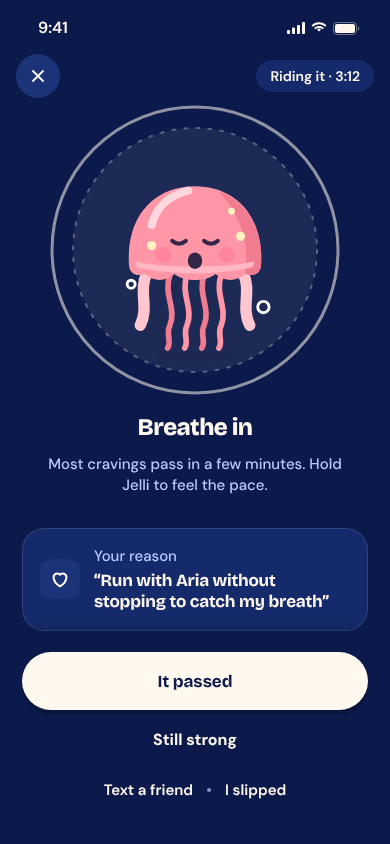 9:41
Riding it · 3:12
Breathe in
Most cravings pass in a few minutes. Hold
Jelli to feel the pace.
Your reason
“Run with Aria without
stopping to catch my breath”
It passed
Still strong
Text a friend • I slipped